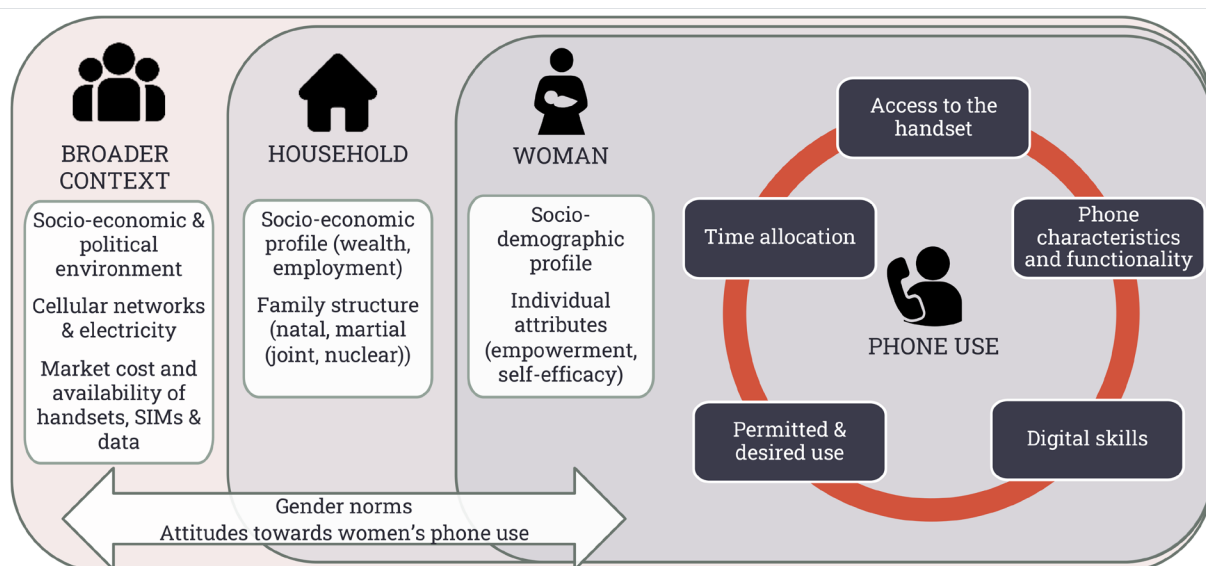 BROADER
CONTEXT
Socio-economic &
political
environment
Cellular networks
& electricity
Market cost and
availability of
handsets, SIMs &
data
HOUSEHOLD
Socio-economic
profile (wealth,
employment)
Family structure
(natal, martial
(joint, nuclear))
WOMAN
Socio-
demographic
profile
Individual
attributes
(empowerment,
self-efficacy)
Gender norms
Attitudes towards women's phone use
Access to the
handset
Phone
characteristics
and functionality
Digital skills
Permitted &
desired use
Time allocation
PHONE USE